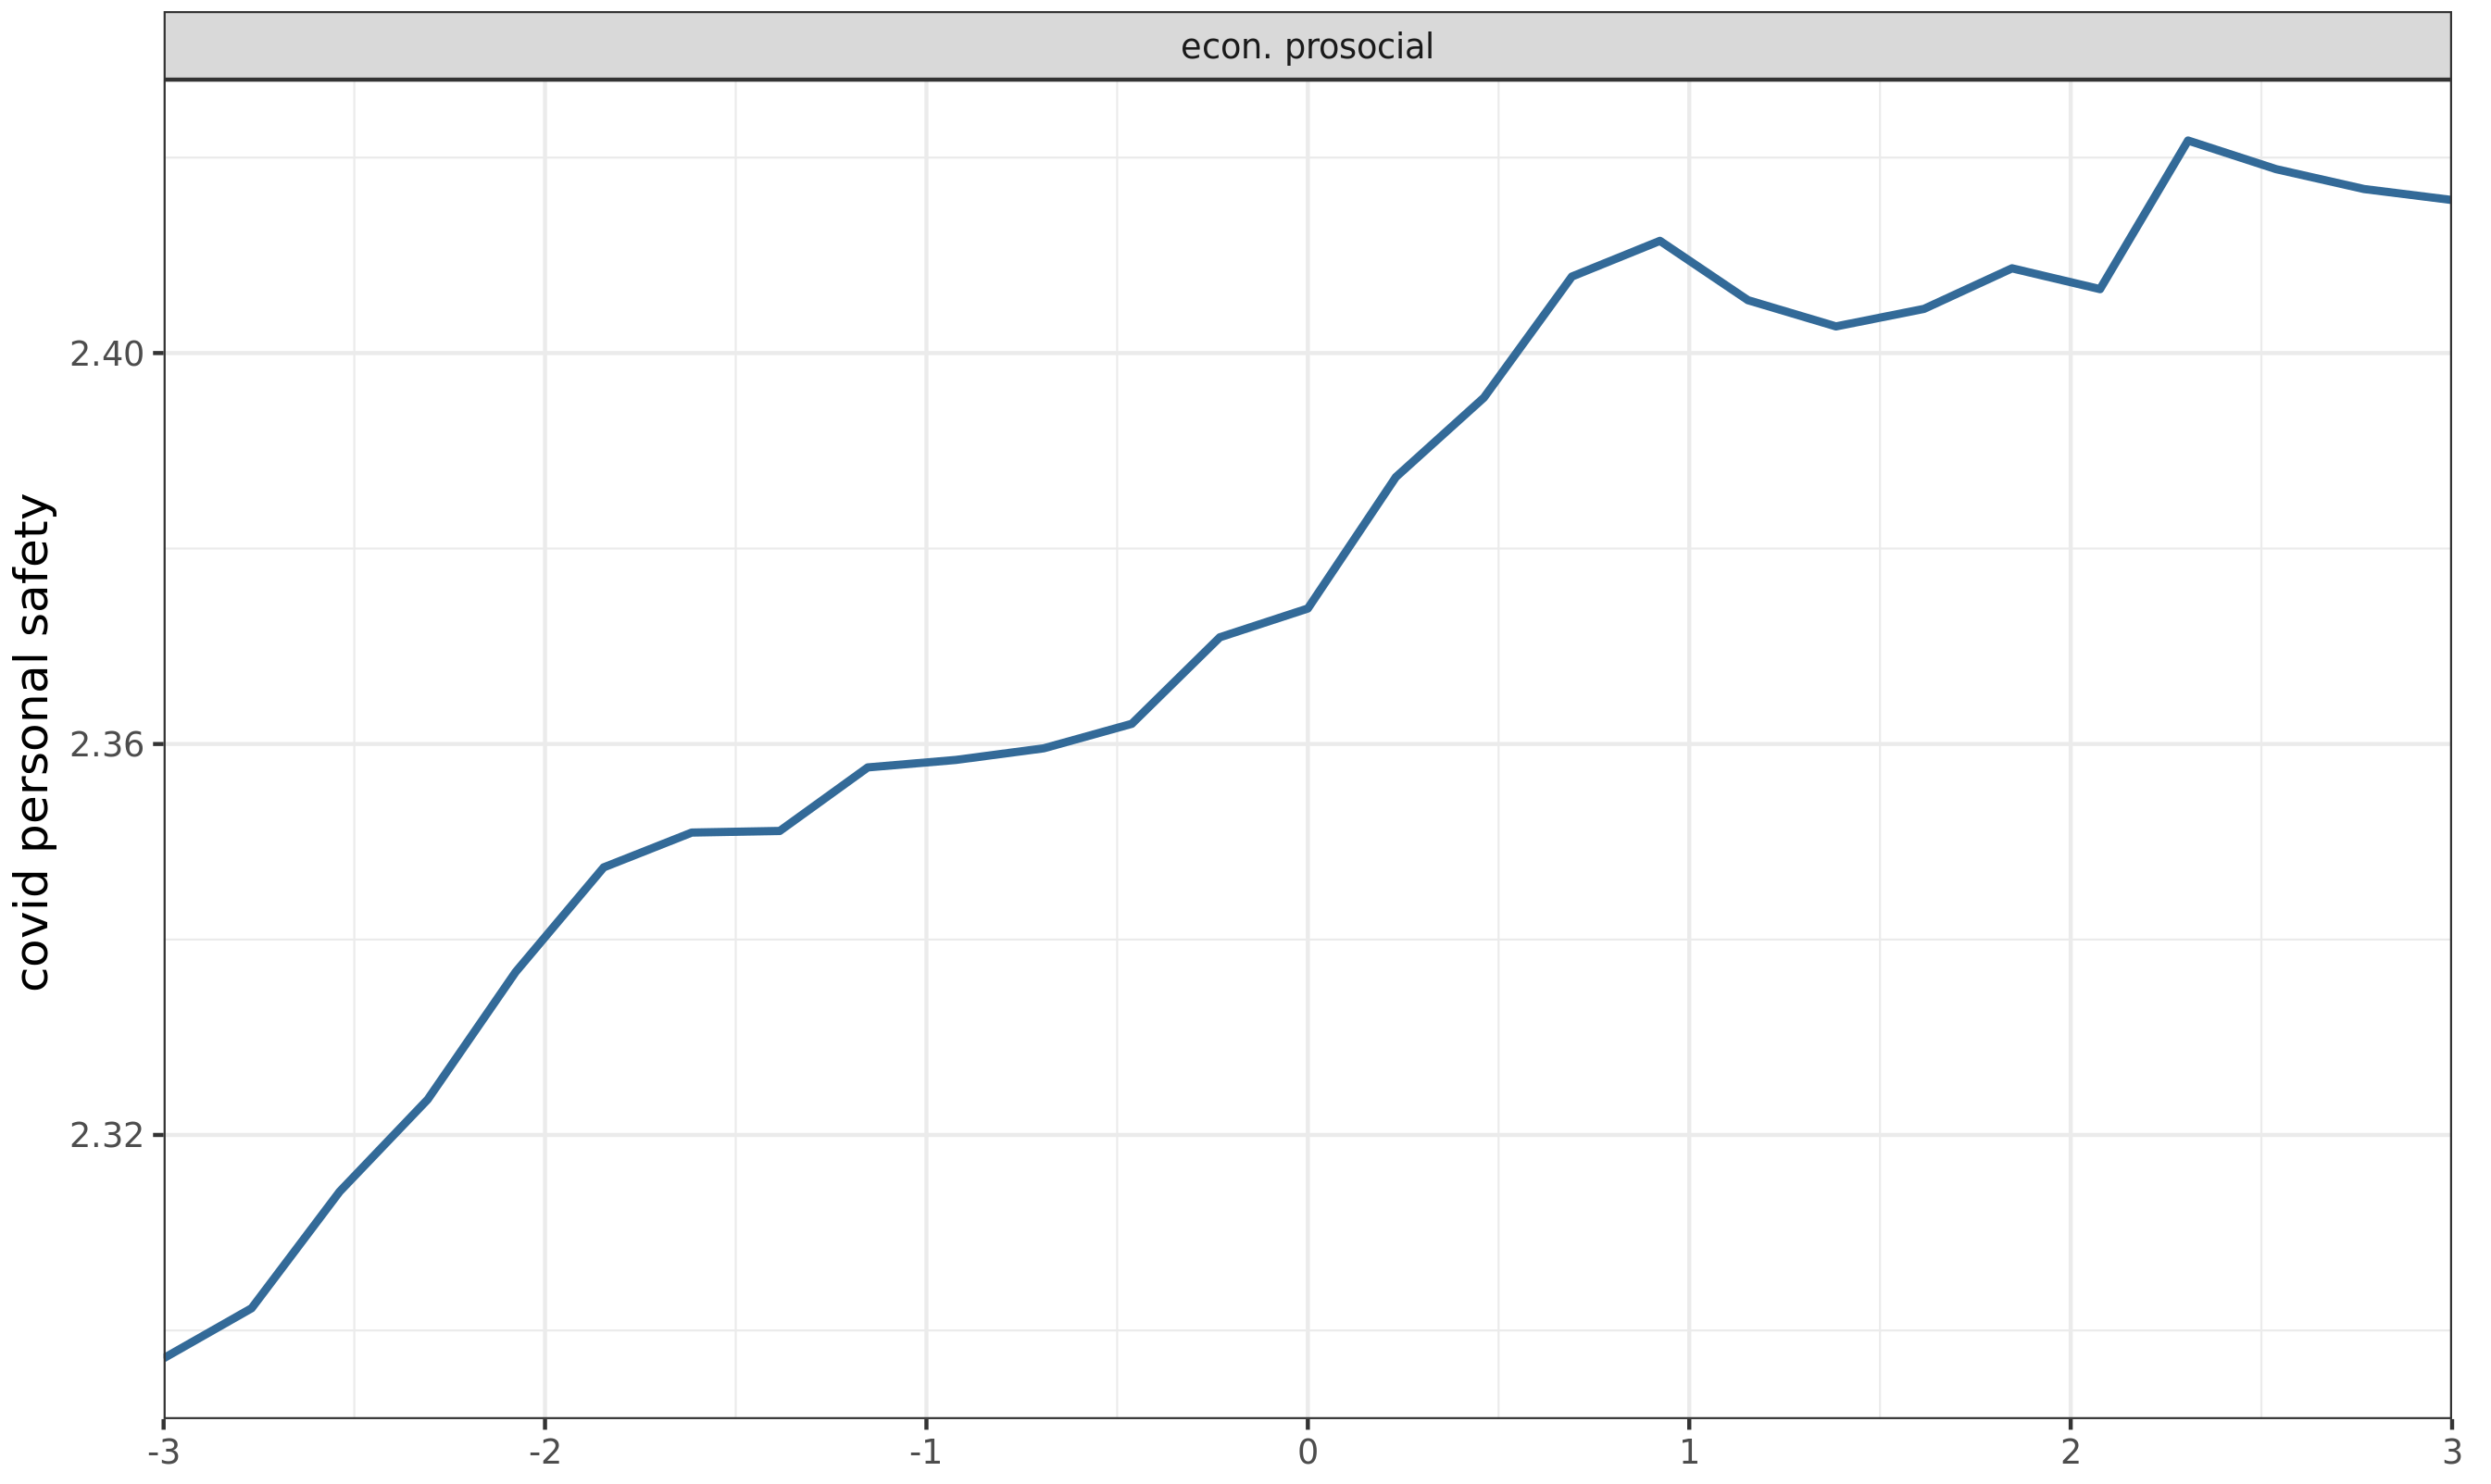 econ. prosocial
covid personal safety
2.40
2.36
2.32
-3 -2 -1 0 1 2 3